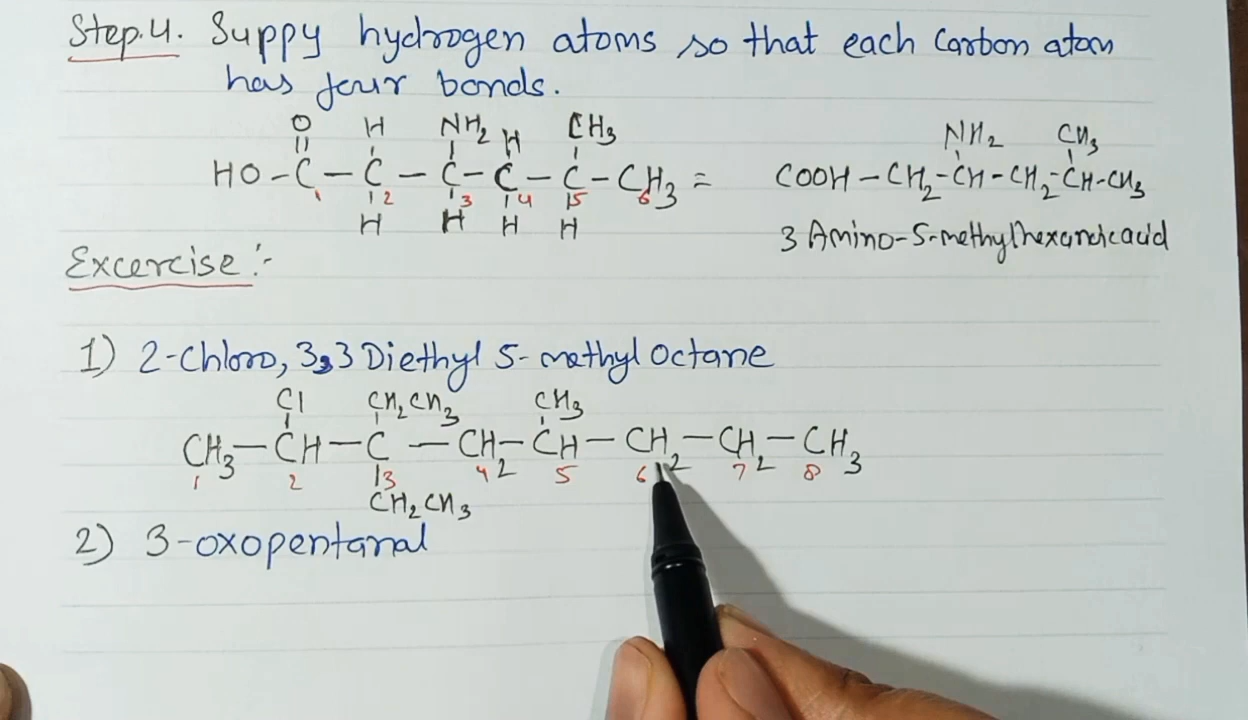 Step.4. Suppy hydrogen atoms so that each Carbon atom
has four bonds.
O H NH2 H CH3
HO-C-C-C-C-C-CH3 = 
1 2 3 4 5 6
H H H H
NH2 CH3
COOH-CH2-CH-CH2-CH-CH3
3 Amino-5-methylhexanoicacid
Excercise:-
1) 2-Chloro, 3,3 Diethyl 5-methyl Octane
Cl CH2CH3 CH3
CH3-CH-C-CH2-CH-CH2-CH2-CH3
1 2 3 4 5 6 7 8
CH2CH3
2) 3-oxopentanal